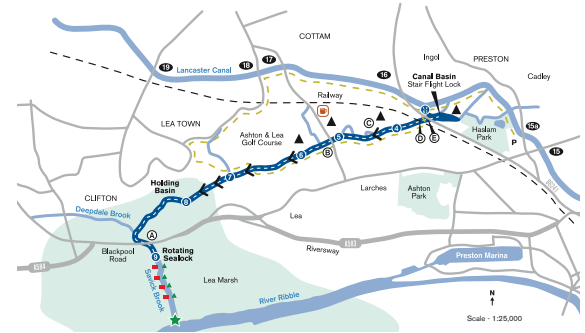 COTTAM
Ingol
PRESTON
19
18
17
16
Lancaster Canal
Cadley
Canal Basin
Stair Flight Lock
Railway
LEA TOWN
Ashton & Lea
Golf Course
C
Haslam
Park
15a
P
15
4
5
6
7
8
9
B
D
E
Holding
Basin
Larches
Ashton
Park
CLIFTON
Deepdale Brook
Lea
A
Blackpool
Road
Rotating
Sealock
Riversway
A583
A584
Preston Marina
Savick Brook
Lea Marsh
River Ribble
N
Scale - 1:25,000